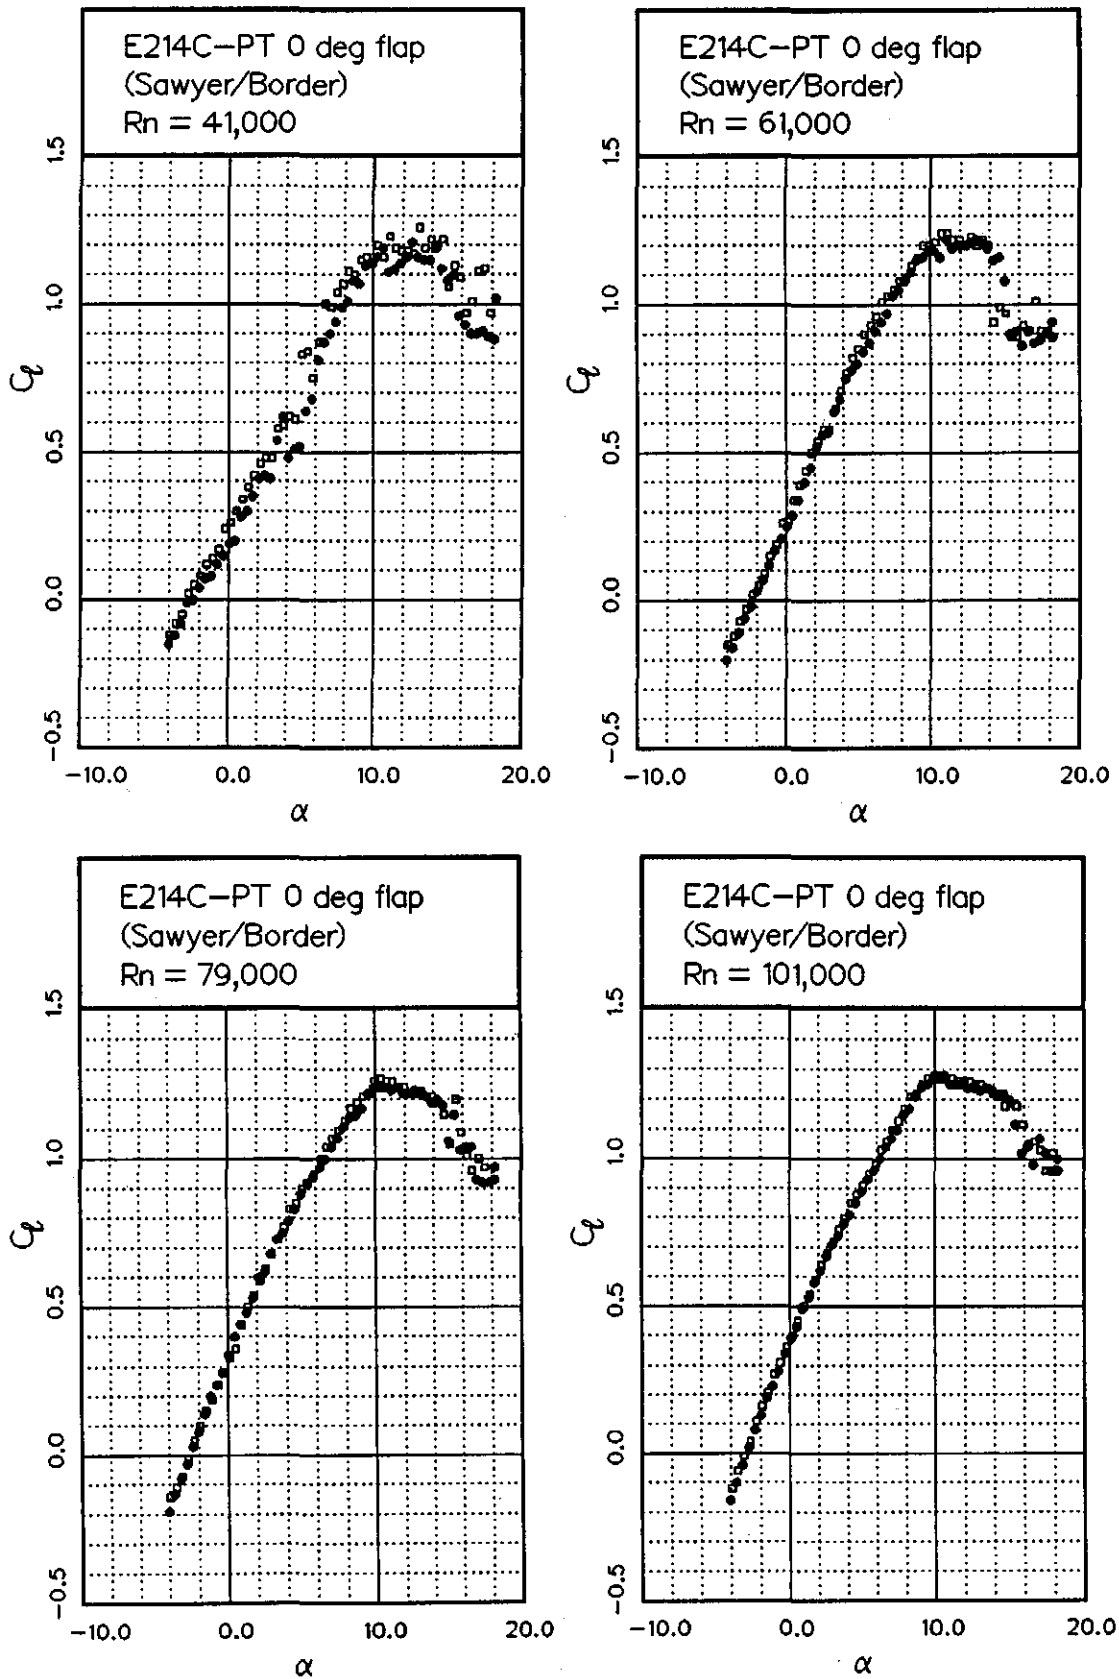 E214C-PT 0 deg flap
(Sawyer/Border)
Rn = 41,000
1.5
1.0
0.5
0.0
-0.5
Cℓ
-10.0 0.0 10.0 20.0
α
E214C-PT 0 deg flap
(Sawyer/Border)
Rn = 61,000
1.5
1.0
0.5
0.0
-0.5
Cℓ
-10.0 0.0 10.0 20.0
α
E214C-PT 0 deg flap
(Sawyer/Border)
Rn = 79,000
1.5
1.0
0.5
0.0
-0.5
Cℓ
-10.0 0.0 10.0 20.0
α
E214C-PT 0 deg flap
(Sawyer/Border)
Rn = 101,000
1.5
1.0
0.5
0.0
-0.5
Cℓ
-10.0 0.0 10.0 20.0
α